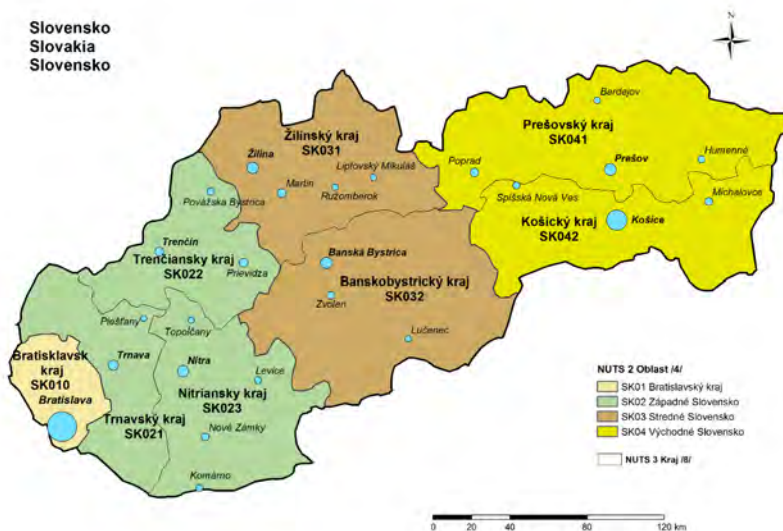 Slovensko
Slovakia
Slovensko
N
Bardejov
Prešovský kraj
SK041
Žilinský kraj
SK031
Žilina
Liptovský Mikuláš
Poprad
Prešov
Humenné
Martin
Ružomberok
Spišská Nová Ves
Michalovce
Považska Bystrica
Košický kraj
SK042
Košice
Trenčín
Trenčiansky kraj
SK022
Prievidza
Banská Bystrica
Banskobystrický kraj
SK032
Zvolen
Piešťany
Topoľčany
Lučenec
Bratisklavsk
kraj
SK010
Bratislava
Trnava
Nitra
Levice
Nitriansky kraj
SK023
Trnavský kraj
SK021
Nové Zámky
Komárno
NUTS 2 Oblast /4/
SK01 Bratislavský kraj
SK02 Západné Slovensko
SK03 Stredné Slovensko
SK04 Východné Slovensko
NUTS 3 Kraj /8/
0 20 40 80 120 km